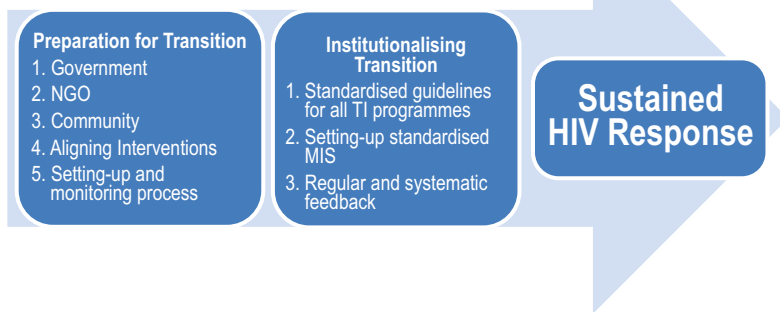 Preparation for Transition
1. Government
2. NGO
3. Community
4. Aligning Interventions
5. Setting-up and
monitoring process
Institutionalising
Transition
1. Standardised guidelines
for all TI programmes
2. Setting-up standardised
MIS
3. Regular and systematic
feedback
Sustained
HIV Response